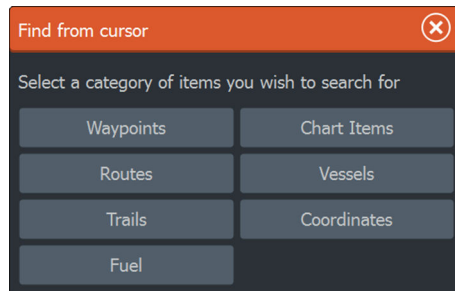 Find from cursor
Select a category of items you wish to search for
Waypoints
Chart Items
Routes
Vessels
Trails
Coordinates
Fuel